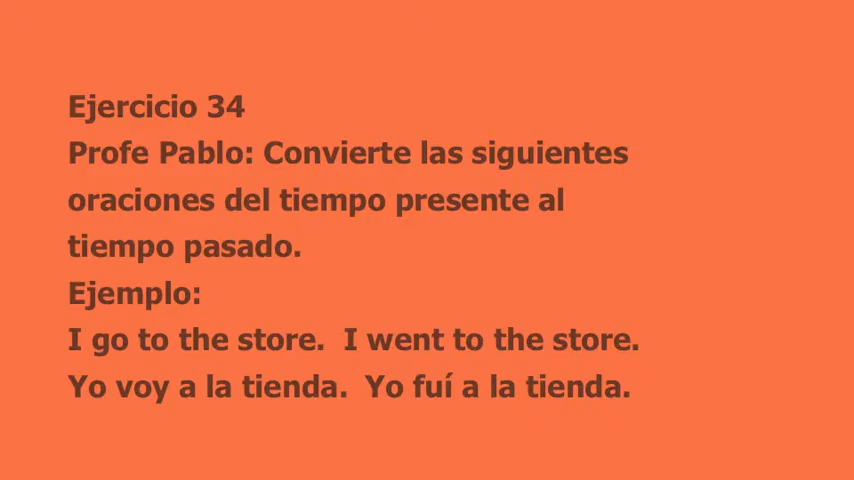 Ejercicio 34
Profe Pablo: Convierte las siguientes
oraciones del tiempo presente al
tiempo pasado.
Ejemplo:
I go to the store.  I went to the store.
Yo voy a la tienda.  Yo fuí a la tienda.